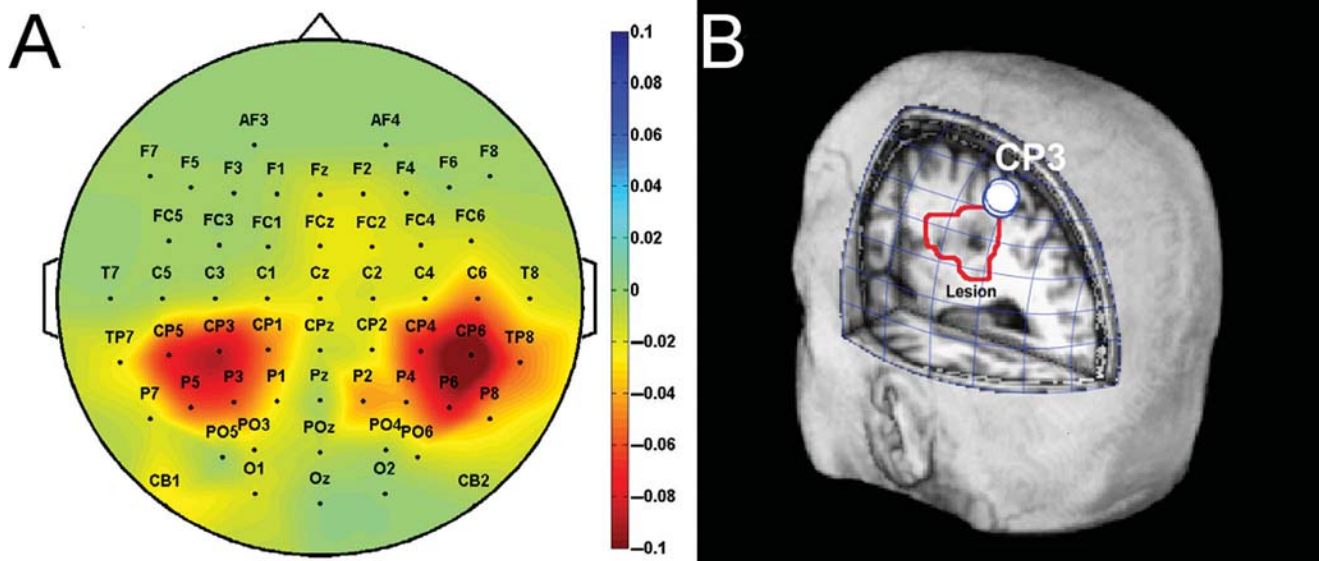 A
AF3 AF4
F7 F5 F3 F1 Fz F2 F4 F6 F8
FC5 FC3 FC1 FCz FC2 FC4 FC6
T7 C5 C3 C1 Cz C2 C4 C6 T8
TP7 CP5 CP3 CP1 CPz CP2 CP4 CP6 TP8
P7 P5 P3 P1 Pz P2 P4 P6 P8
PO5 PO3 POz PO4 PO6
CB1 O1 Oz O2 CB2
0.1
0.08
0.06
0.04
0.02
0
−0.02
−0.04
−0.06
−0.08
−0.1
B
CP3
Lesion